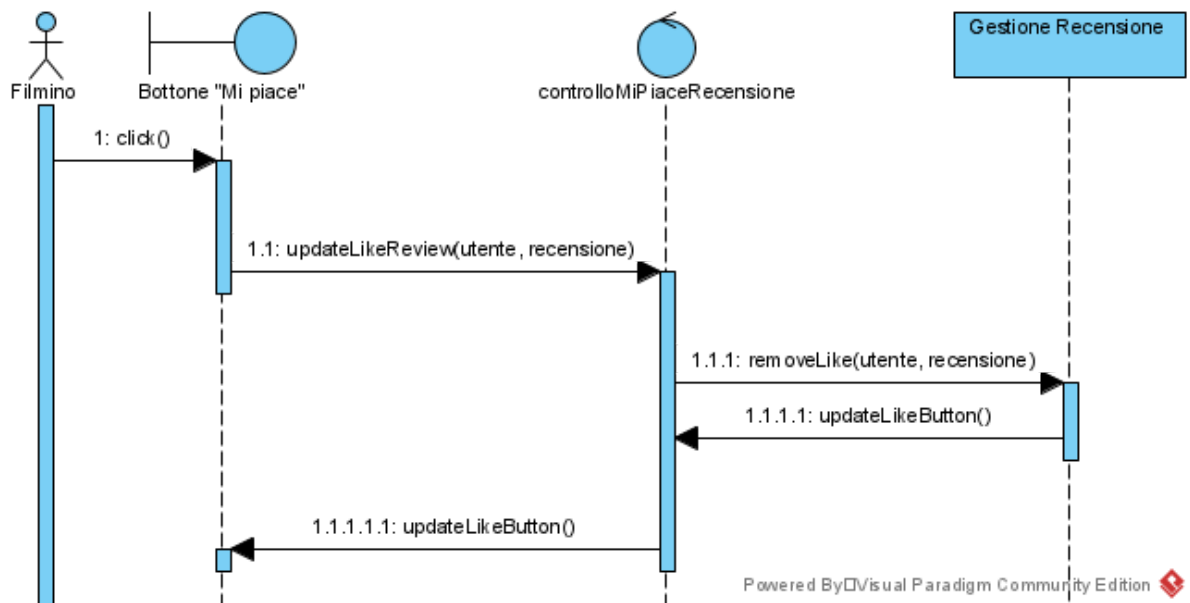 Gestione Recensione
Filmino
Bottone "Mi piace"
controlloMiPiaceRecensione
1: click()
1.1: updateLikeReview(utente, recensione)
1.1.1: removeLike(utente, recensione)
1.1.1.1: updateLikeButton()
1.1.1.1.1: updateLikeButton()
Powered By□Visual Paradigm Community Edition